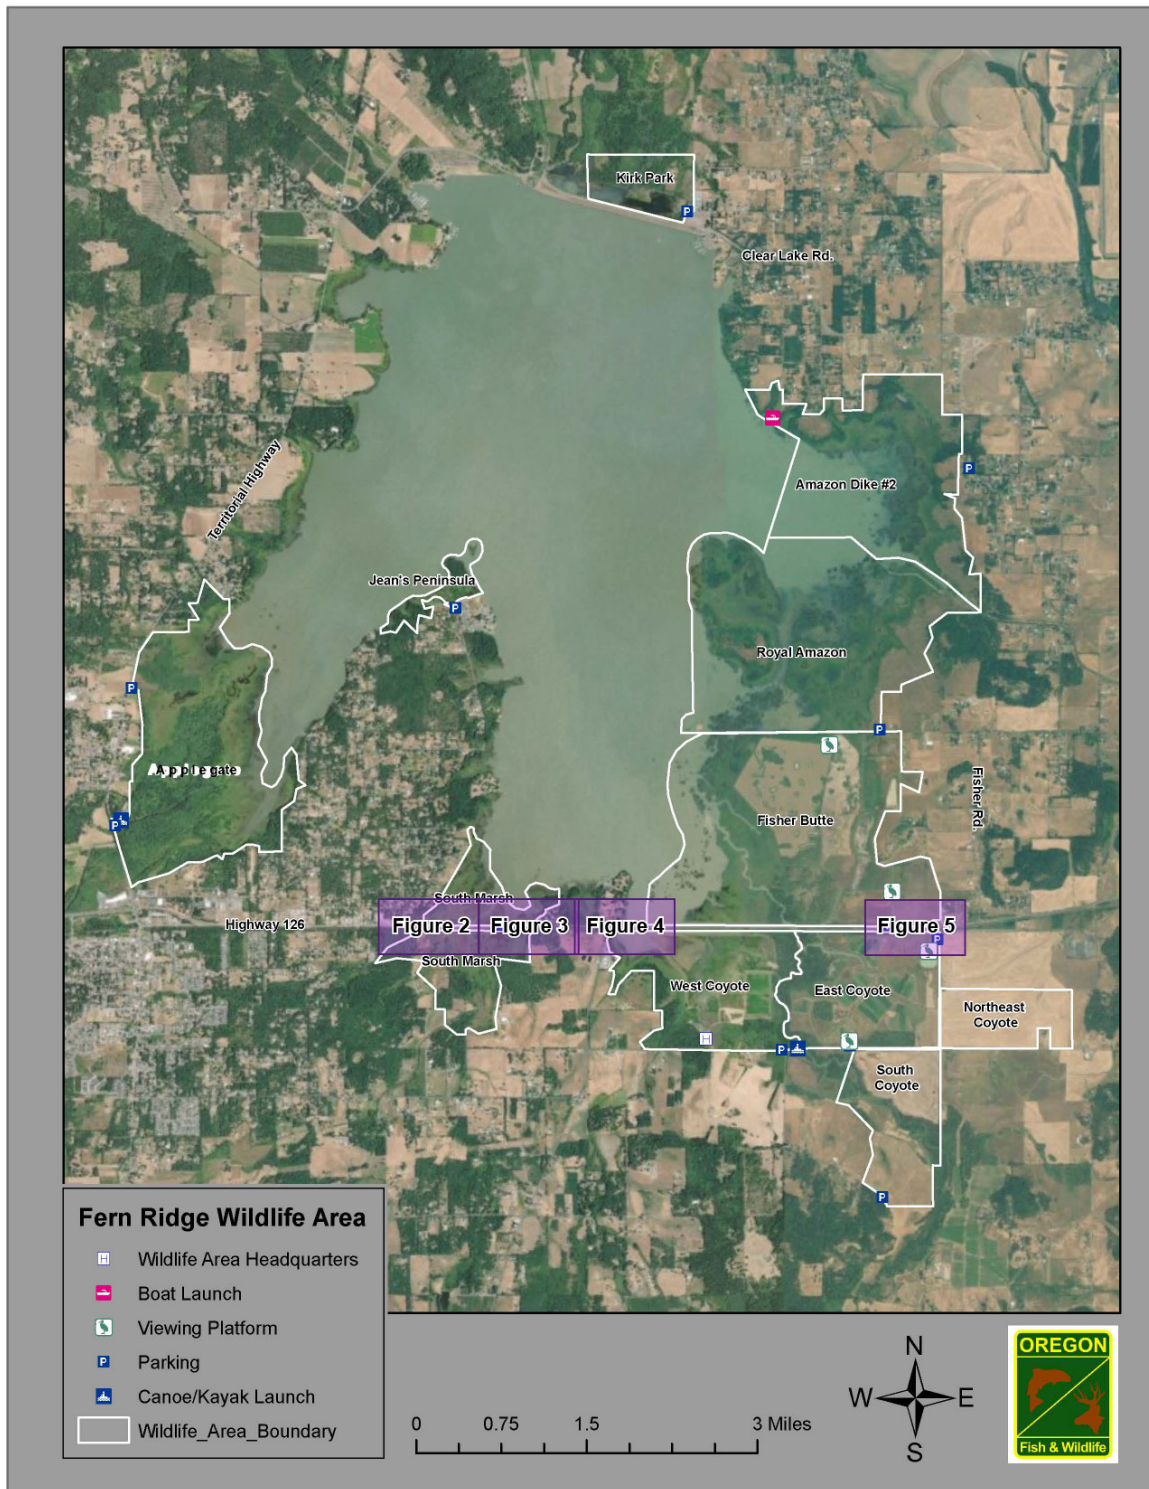 Kirk Park
P
Clear Lake Rd.
Territorial Highway
P
Amazon Dike #2
Jean's Peninsula
P
Royal Amazon
P
P
Applegate
Fisher Rd.
Fisher Butte
P
South Marsh
Highway 126
Figure 2
Figure 3
Figure 4
Figure 5
P
South Marsh
West Coyote
East Coyote
Northeast
Coyote
H
P
South
Coyote
P
Fern Ridge Wildlife Area
H Wildlife Area Headquarters
Boat Launch
Viewing Platform
P Parking
Canoe/Kayak Launch
Wildlife_Area_Boundary
0 0.75 1.5 3 Miles
N
W E
S
OREGON
Fish & Wildlife